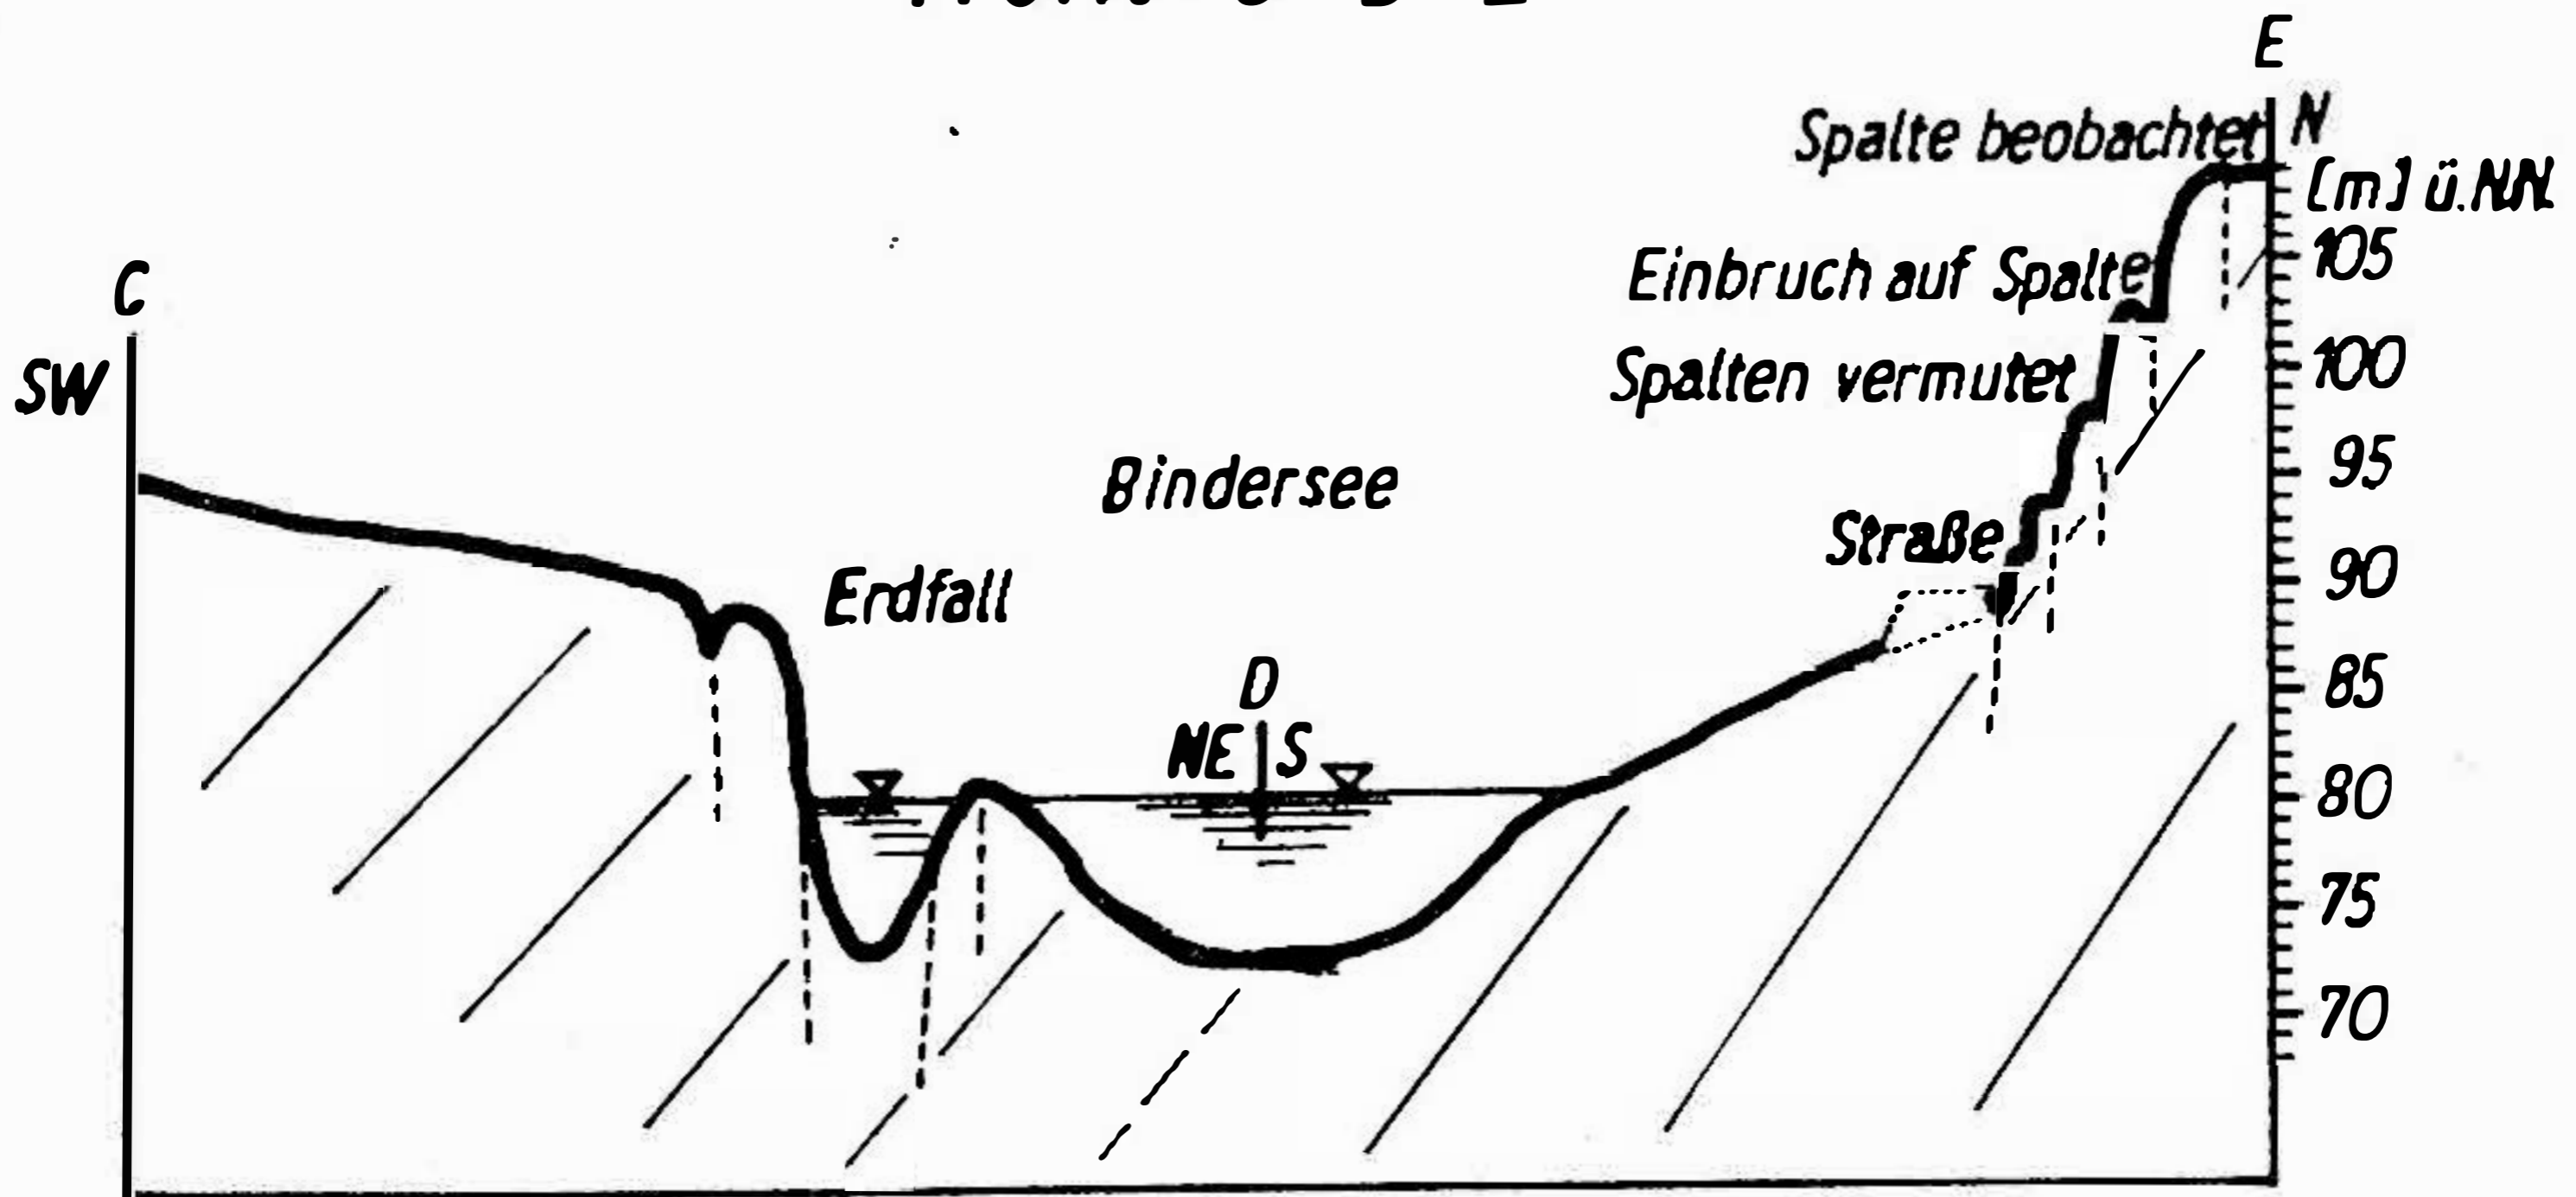 E
Spalte beobachtet N
[m] ü.NN.
105
C
Einbruch auf Spalte
SW
Spalten vermutet
100
Bindersee
95
Straße
90
Erdfall
D
85
NE S
80
75
70